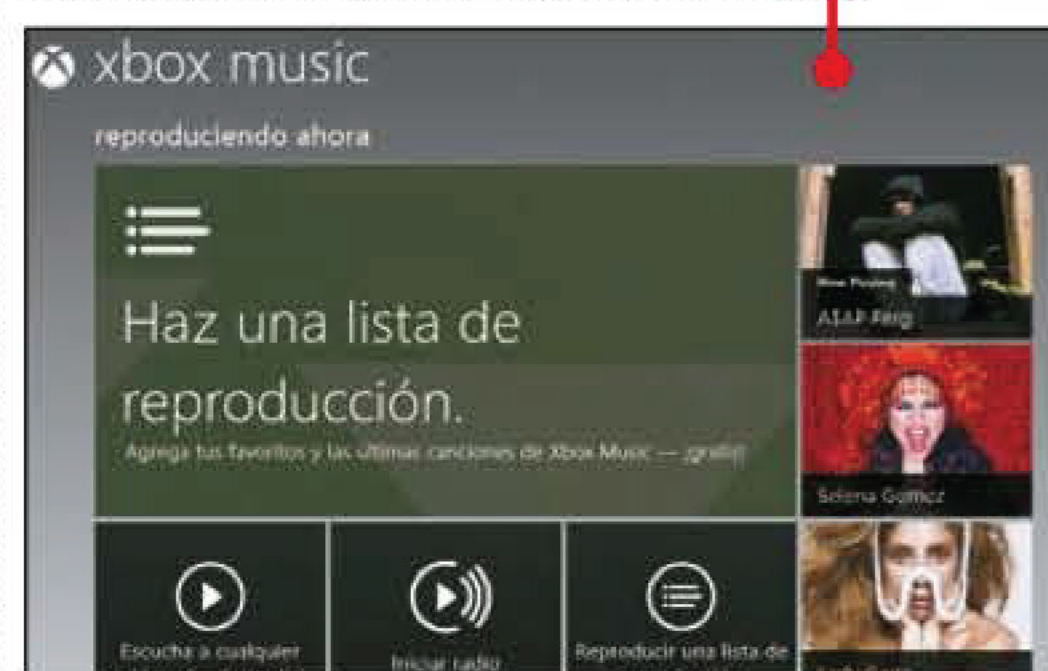 xbox music
reproduciendo ahora
Haz una lista de
reproducción.
Agrega tus favoritos y las últimas canciones de Xbox Music — ¡gratis!
Now Playing
A$AP Ferg
Selena Gomez
Escucha a cualquier
Iniciar radio
Reproducir una lista de